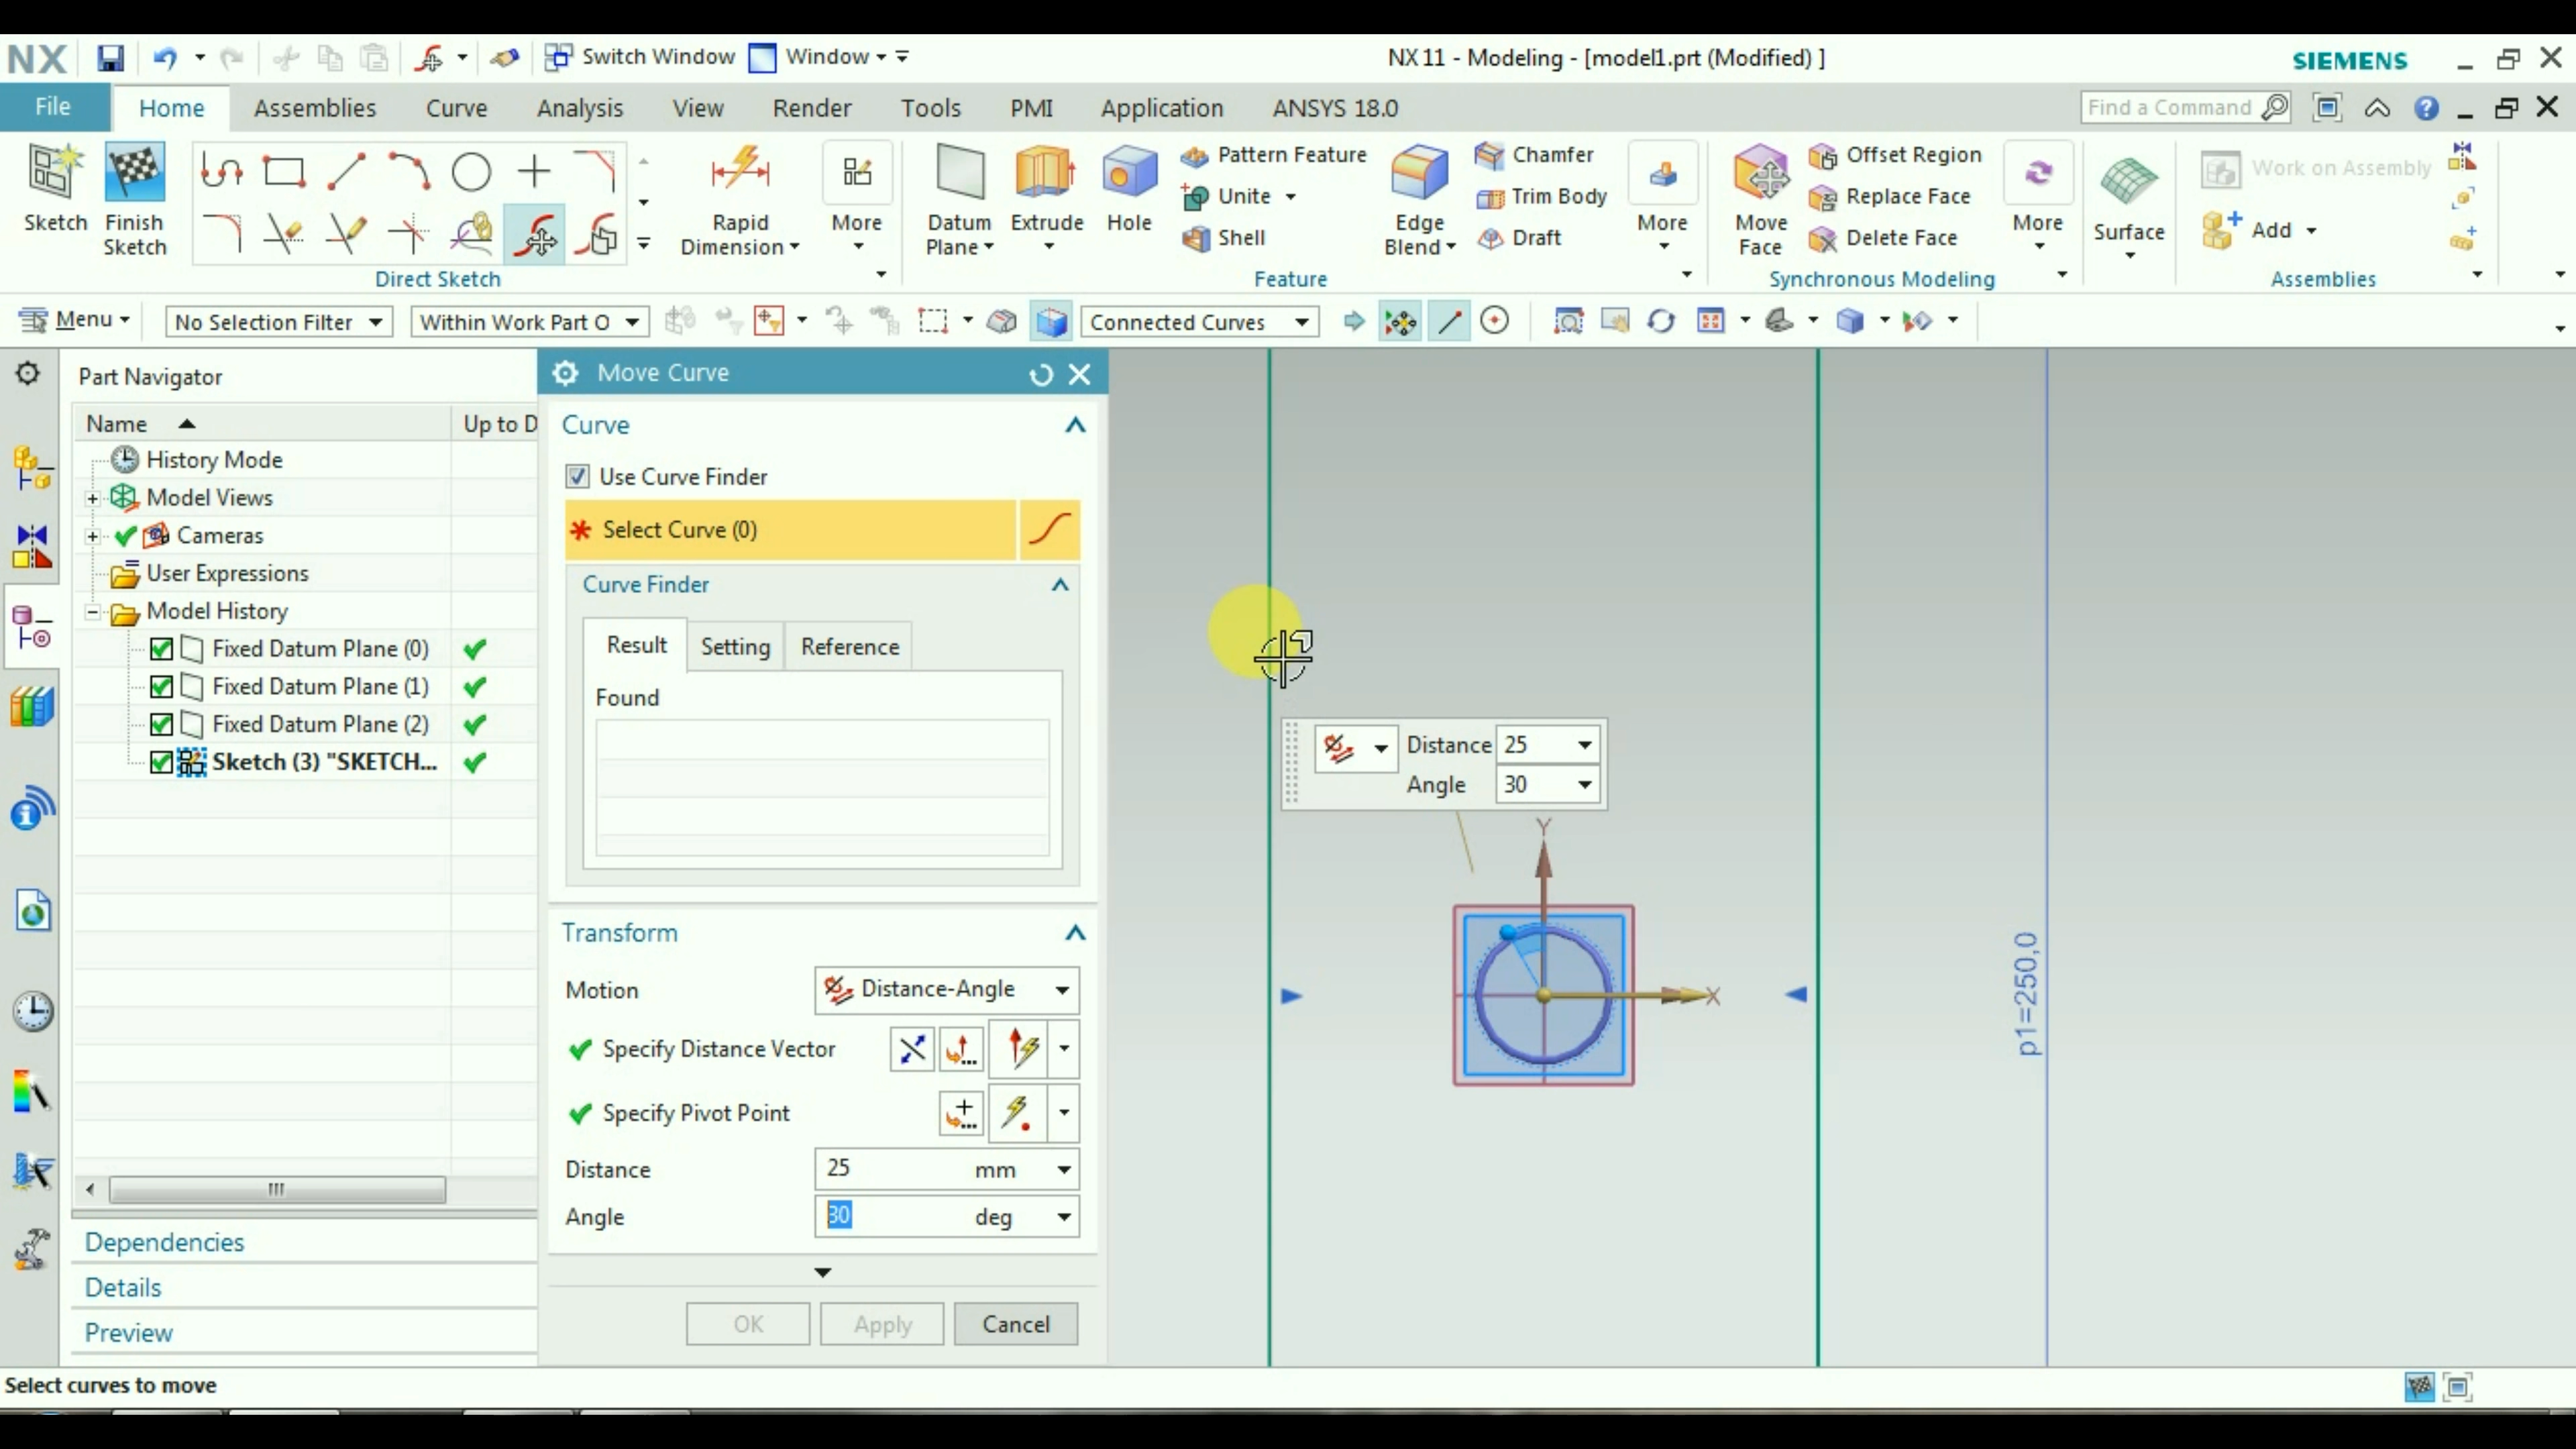 NX
Switch Window
Window
NX 11 - Modeling - [model1.prt (Modified) ]
SIEMENS
File
Home
Assemblies
Curve
Analysis
View
Render
Tools
PMI
Application
ANSYS 18.0
Find a Command
Sketch
Finish Sketch
Rapid Dimension
More
Datum Plane
Extrude
Hole
Pattern Feature
Unite
Shell
Edge Blend
Chamfer
Trim Body
Draft
More
Move Face
Offset Region
Replace Face
Delete Face
More
Surface
Work on Assembly
Add
Direct Sketch
Feature
Synchronous Modeling
Assemblies
Menu
No Selection Filter
Within Work Part O
Connected Curves
Part Navigator
Name
Up to D
History Mode
Model Views
Cameras
User Expressions
Model History
Fixed Datum Plane (0)
Fixed Datum Plane (1)
Fixed Datum Plane (2)
Sketch (3) "SKETCH...
Dependencies
Details
Preview
Move Curve
Curve
Use Curve Finder
* Select Curve (0)
Curve Finder
Result
Setting
Reference
Found
Transform
Motion
Distance-Angle
Specify Distance Vector
Specify Pivot Point
Distance
25 mm
Angle
30 deg
OK
Apply
Cancel
Distance 25
Angle 30
Y
X
p1=250,0
Select curves to move